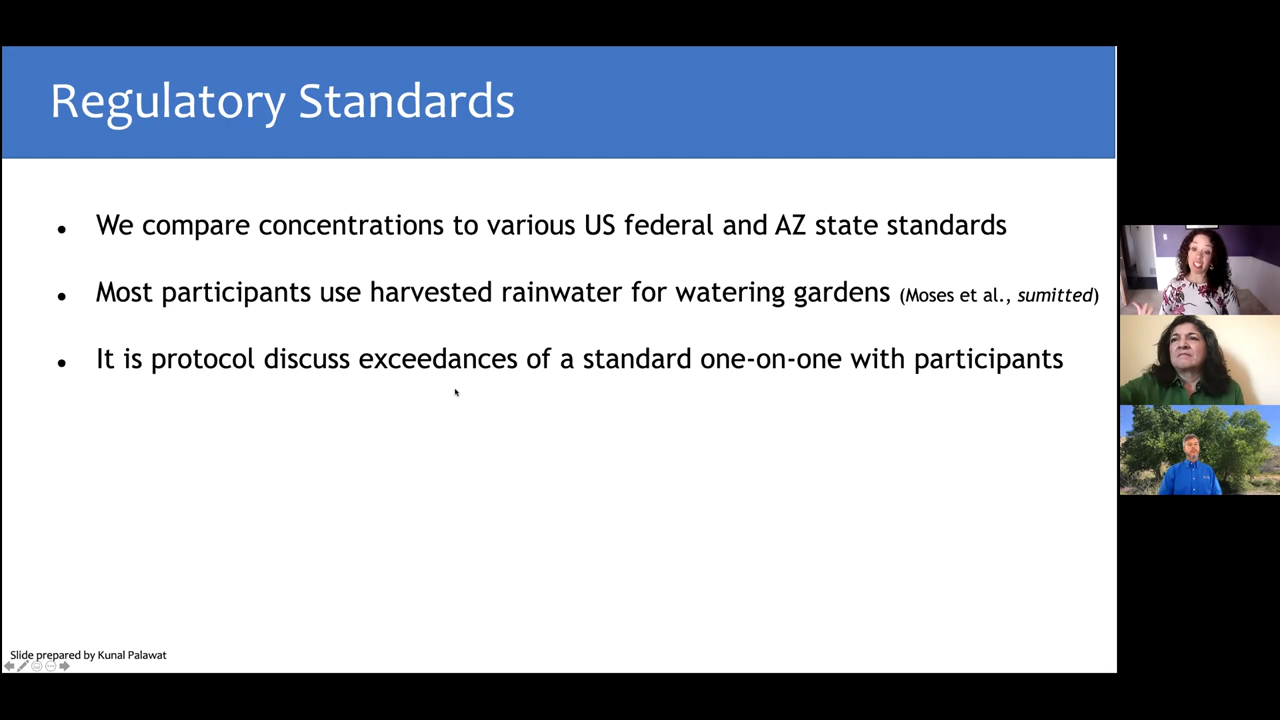 Regulatory Standards
• We compare concentrations to various US federal and AZ state standards
• Most participants use harvested rainwater for watering gardens (Moses et al., sumitted)
• It is protocol discuss exceedances of a standard one-on-one with participants
Slide prepared by Kunal Palawat